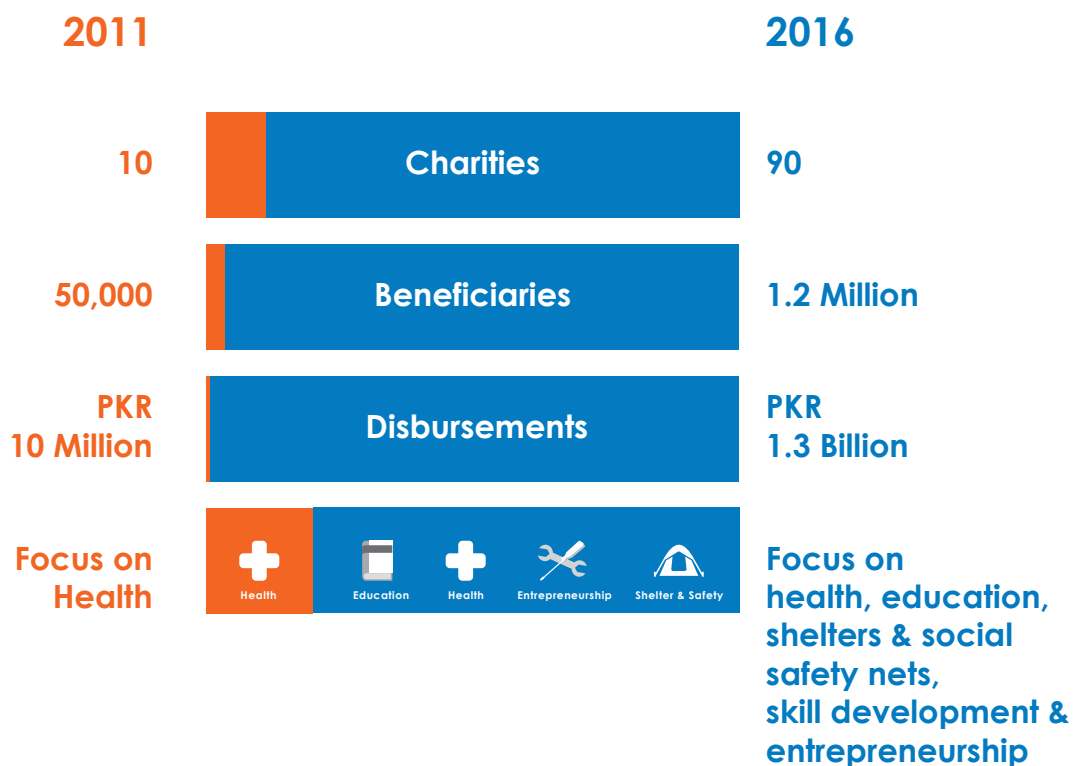 2011
2016
10
Charities
90
50,000
Beneficiaries
1.2 Million
PKR
10 Million
Disbursements
PKR
1.3 Billion
Focus on
Health
Health
Education
Health
Entrepreneurship
Shelter & Safety
Focus on
health, education,
shelters & social
safety nets,
skill development &
entrepreneurship